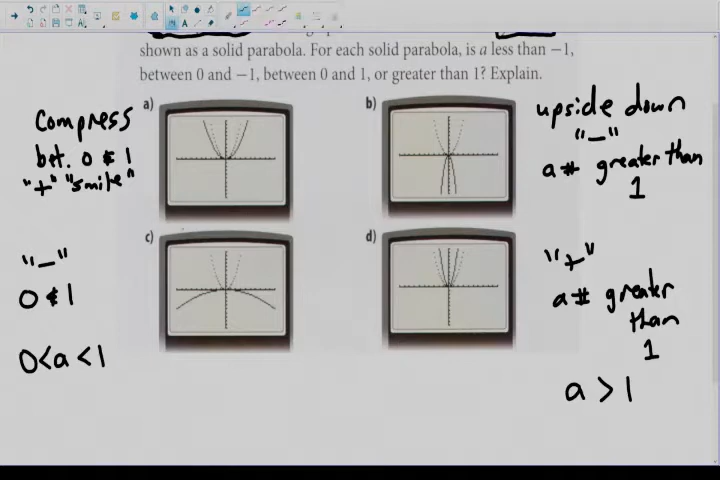 shown as a solid parabola. For each solid parabola, is a less than −1,
between 0 and −1, between 0 and 1, or greater than 1? Explain.
a)
b)
Compress
bet. 0 & 1
"+" "smile"
upside down
"−"
a # greater than
1
c)
d)
"−"
0 & 1
0<a<1
"+"
a # greater
than
1
a > 1